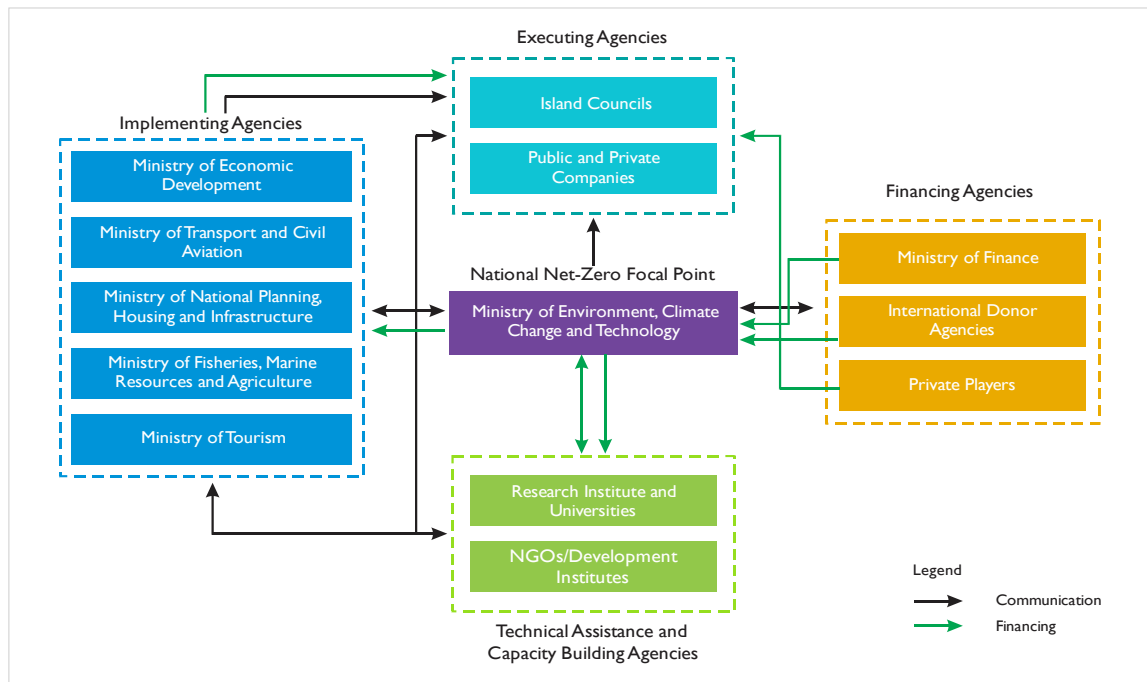 Executing Agencies
Island Councils
Public and Private
Companies
Implementing Agencies
Ministry of Economic
Development
Ministry of Transport and Civil
Aviation
Ministry of National Planning,
Housing and Infrastructure
Ministry of Fisheries, Marine
Resources and Agriculture
Ministry of Tourism
National Net-Zero Focal Point
Ministry of Environment, Climate
Change and Technology
Financing Agencies
Ministry of Finance
International Donor
Agencies
Private Players
Research Institute and
Universities
NGOs/Development
Institutes
Technical Assistance and
Capacity Building Agencies
Legend
Communication
Financing